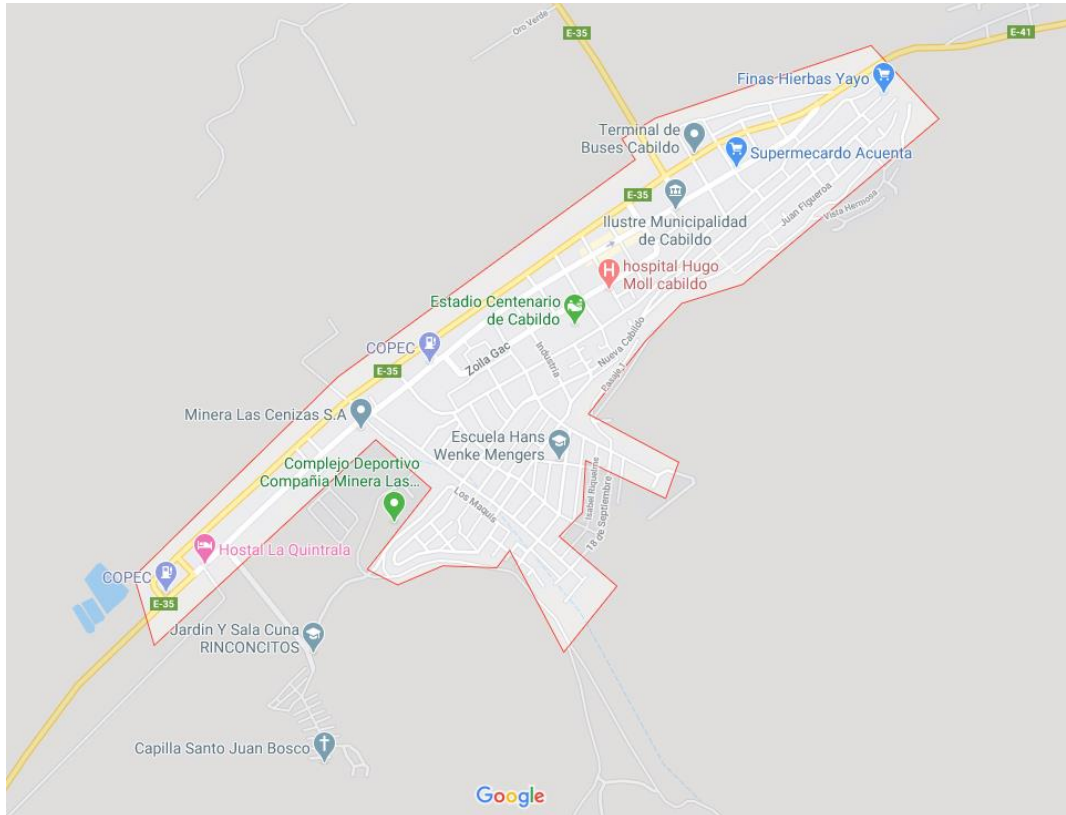 Oro Verde
E-35
E-41
Finas Hierbas Yayo
Terminal de
Buses Cabildo
Supermecardo Acuenta
E-35
Juan Figueroa
Vista Hermosa
Ilustre Municipalidad
de Cabildo
hospital Hugo
Moll cabildo
Estadio Centenario
de Cabildo
COPEC
Zoila Gac
Industria
Nueva Cabildo
E-35
Pasaje 1
Minera Las Cenizas S.A
Escuela Hans
Wenke Mengers
Complejo Deportivo
Compañia Minera Las...
Los Maquis
Isabel Riquelme
18 de Septiembre
Hostal La Quintrala
COPEC
E-35
Jardin Y Sala Cuna
RINCONCITOS
Capilla Santo Juan Bosco
Google